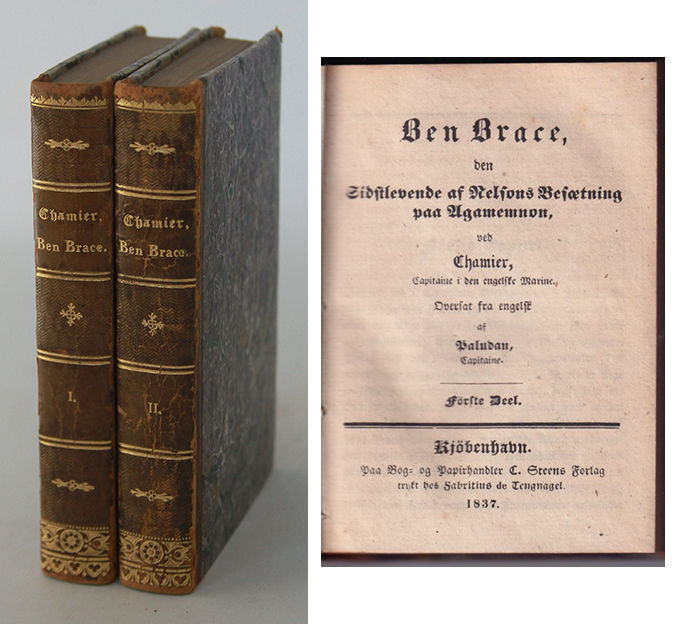 Chamier,
Ben Brace.
I.
Chamier,
Ben Brace.
II.
Ben Brace,
den
Sidstlevende af Nelsons Besætning
paa Agamemnon,
ved
Chamier,
Capitaine i den engelske Marine.,
Oversat fra engelsk
af
Paludan,
Capitaine.
Förste Deel.
Kjöbenhavn.
Paa Bog- og Papirhandler C. Steens Forlag
trykt hos Fabritius de Tengnagel.
1837.